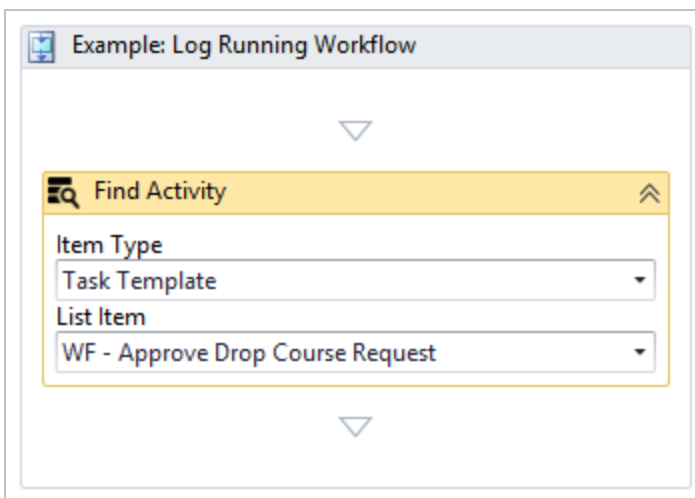 Example: Log Running Workflow
Find Activity
Item Type
Task Template
List Item
WF - Approve Drop Course Request